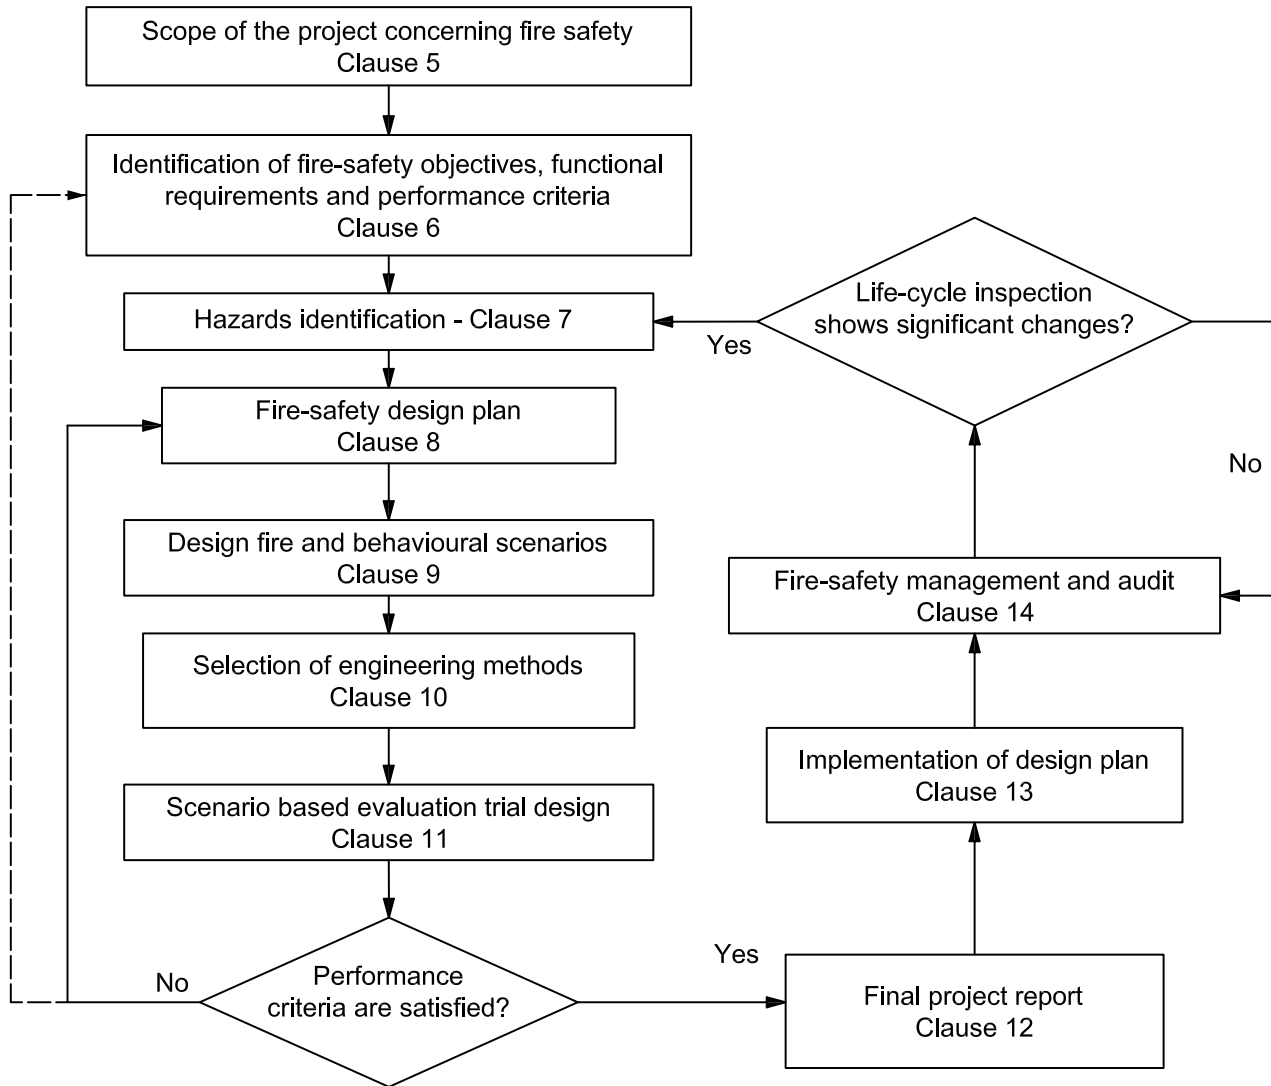 Scope of the project concerning fire safety
Clause 5
Identification of fire-safety objectives, functional
requirements and performance criteria
Clause 6
Hazards identification - Clause 7
Fire-safety design plan
Clause 8
Design fire and behavioural scenarios
Clause 9
Selection of engineering methods
Clause 10
Scenario based evaluation trial design
Clause 11
Performance
criteria are satisfied?
No
Yes
Final project report
Clause 12
Implementation of design plan
Clause 13
Fire-safety management and audit
Clause 14
Life-cycle inspection
shows significant changes?
Yes
No